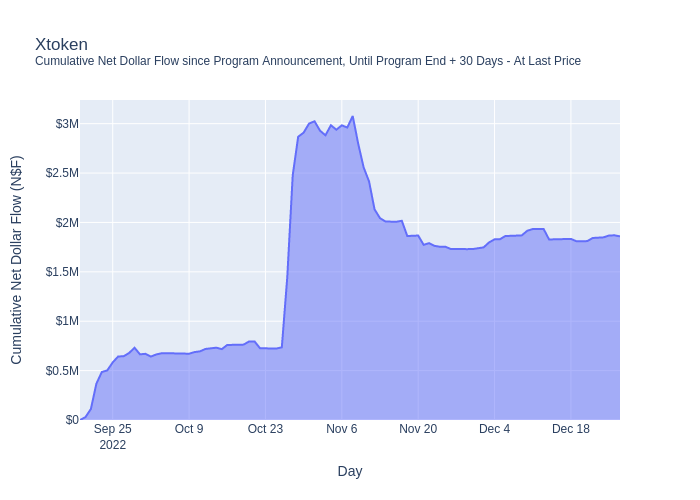 Xtoken
Cumulative Net Dollar Flow since Program Announcement, Until Program End + 30 Days - At Last Price
Cumulative Net Dollar Flow (N$F)
$3M
$2.5M
$2M
$1.5M
$1M
$0.5M
$0
Sep 25
2022
Oct 9
Oct 23
Nov 6
Nov 20
Dec 4
Dec 18
Day